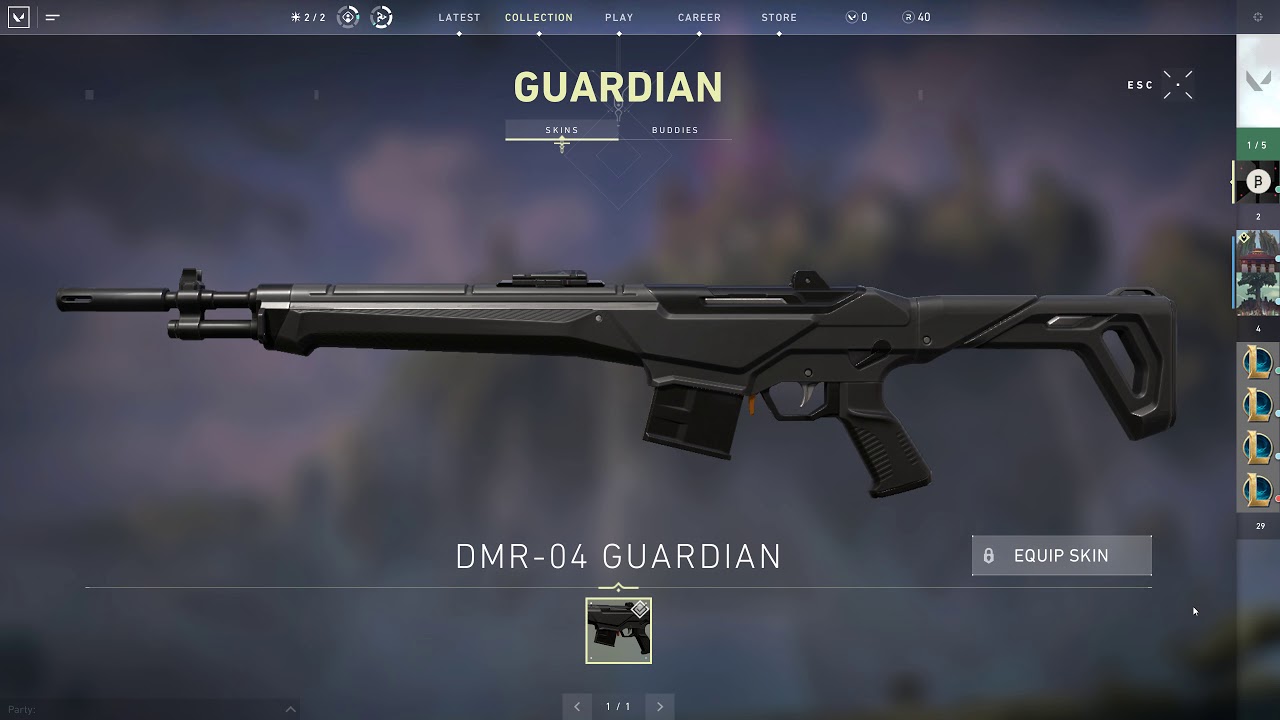 2 / 2
LATEST
COLLECTION
PLAY
CAREER
STORE
0
R 40
GUARDIAN
ESC
SKINS
BUDDIES
1 / 5
β
2
4
29
DMR-04 GUARDIAN
EQUIP SKIN
1 / 1
Party: